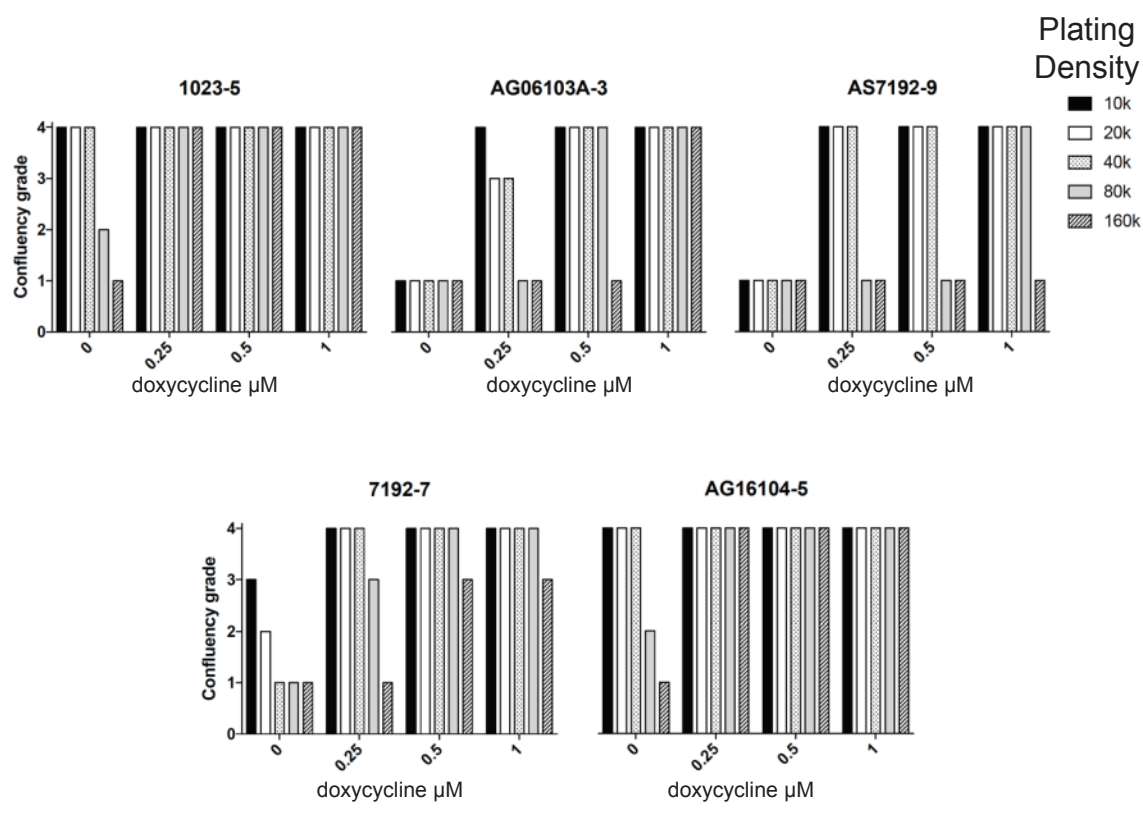 Plating
Density
10k
20k
40k
80k
160k
1023-5
AG06103A-3
AS7192-9
Confluency grade
4
3
2
1
0
0 0.25 0.5 1
0 0.25 0.5 1
0 0.25 0.5 1
doxycycline µM
doxycycline µM
doxycycline µM
7192-7
AG16104-5
Confluency grade
4
3
2
1
0
0 0.25 0.5 1
0 0.25 0.5 1
doxycycline µM
doxycycline µM